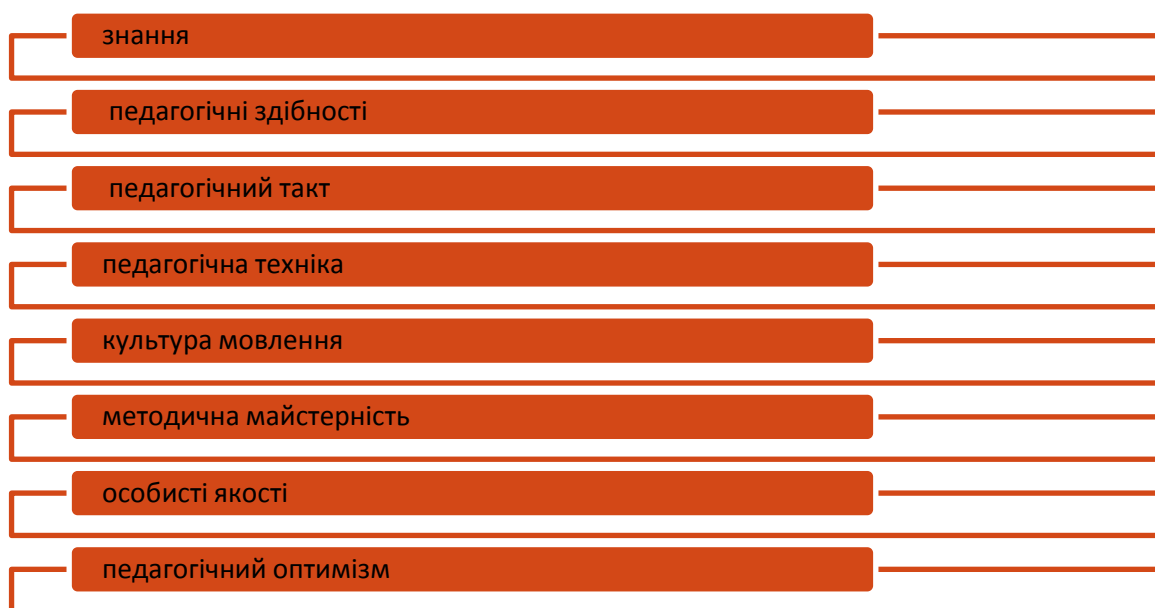 знання
педагогічні здібності
педагогічний такт
педагогічна техніка
культура мовлення
методична майстерність
особисті якості
педагогічний оптимізм